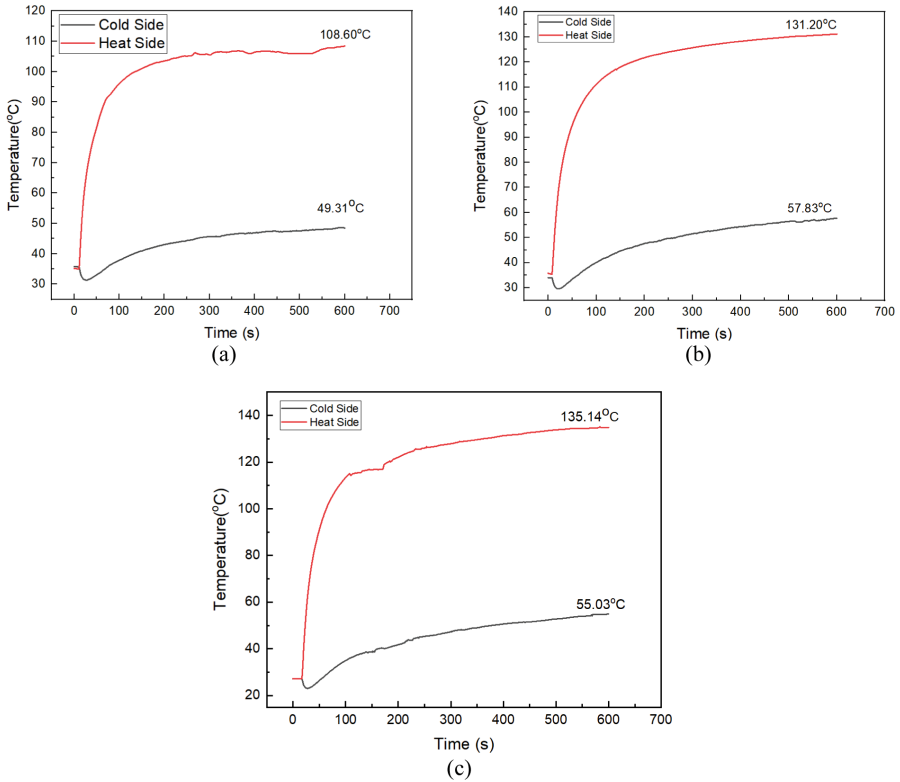 Cold Side
Heat Side
108.60°C
49.31°C
Temperature(°C)
120
110
100
90
80
70
60
50
40
30
0 100 200 300 400 500 600 700
Time (s)
(a)
Cold Side
Heat Side
131.20°C
57.83°C
Temperature(°C)
140
130
120
110
100
90
80
70
60
50
40
30
0 100 200 300 400 500 600 700
Time (s)
(b)
Cold Side
Heat Side
135.14°C
55.03°C
Temperature(°C)
140
120
100
80
60
40
20
0 100 200 300 400 500 600 700
Time (s)
(c)